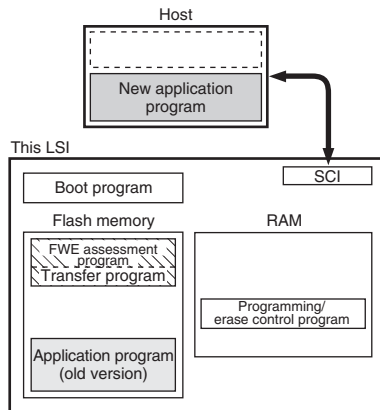 Host
New application
program
This LSI
SCI
Boot program
Flash memory
RAM
FWE assessment
program
Transfer program
Programming/
erase control program
Application program
(old version)